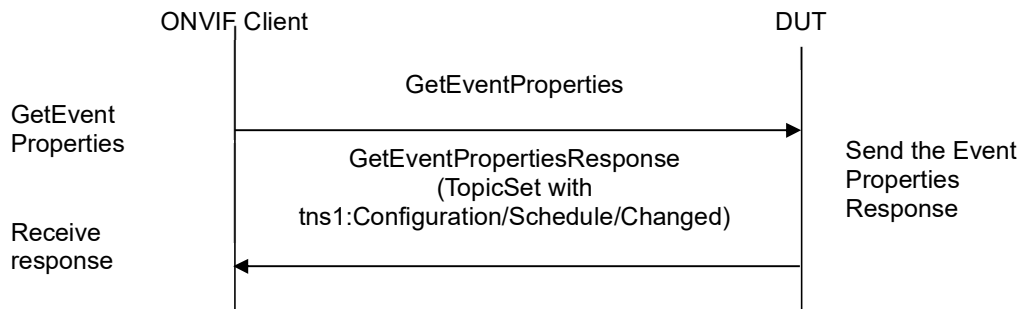 ONVIF Client
DUT
GetEventProperties
GetEvent
Properties
GetEventPropertiesResponse
(TopicSet with
tns1:Configuration/Schedule/Changed)
Send the Event
Properties
Response
Receive
response